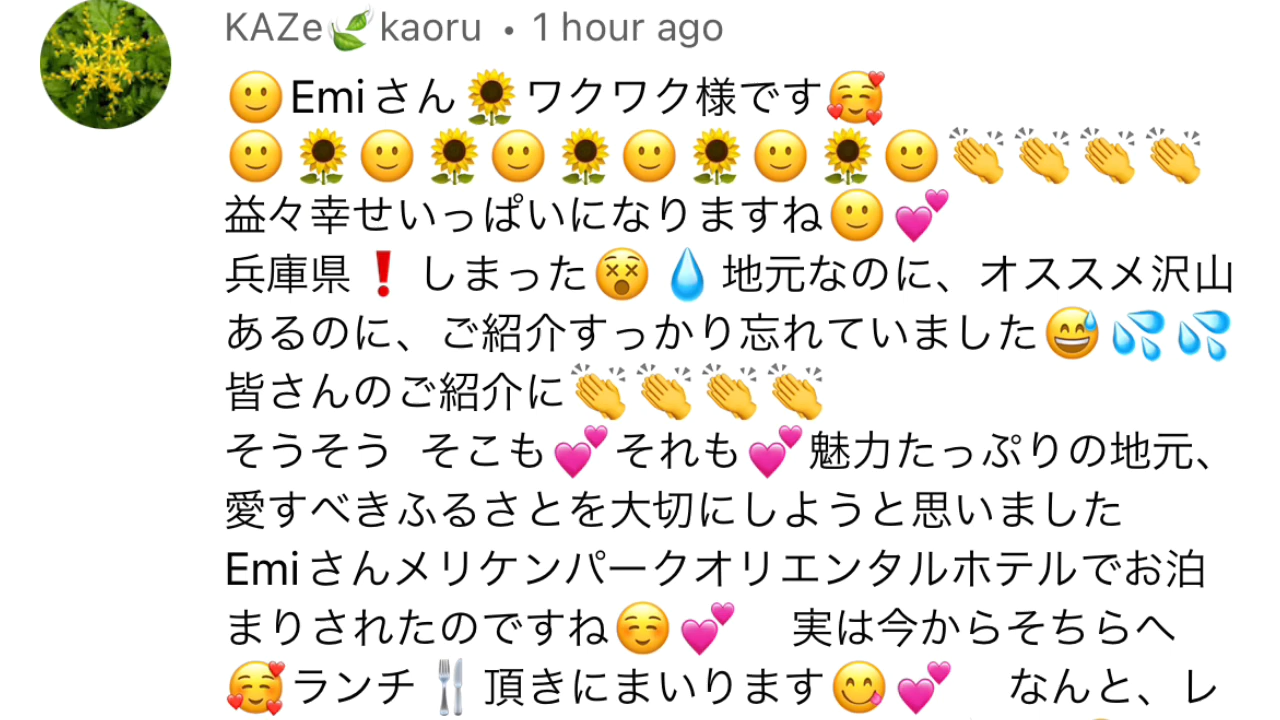 KAZe🍃kaoru • 1 hour ago
🙂Emiさん🌻ワクワク様です🥰
🙂🌻🙂🌻🙂🌻🙂🌻🙂🌻🙂👏👏👏👏
益々幸せいっぱいになりますね🙂💕
兵庫県❗しまった😵💧地元なのに、オススメ沢山
あるのに、ご紹介すっかり忘れていました😅💦💦
皆さんのご紹介に👏👏👏👏
そうそう そこも💕それも💕魅力たっぷりの地元、
愛すべきふるさとを大切にしようと思いました
Emiさんメリケンパークオリエンタルホテルでお泊
まりされたのですね☺️💕 実は今からそちらへ
🥰ランチ🍴頂きにまいります😋💕 なんと、レ